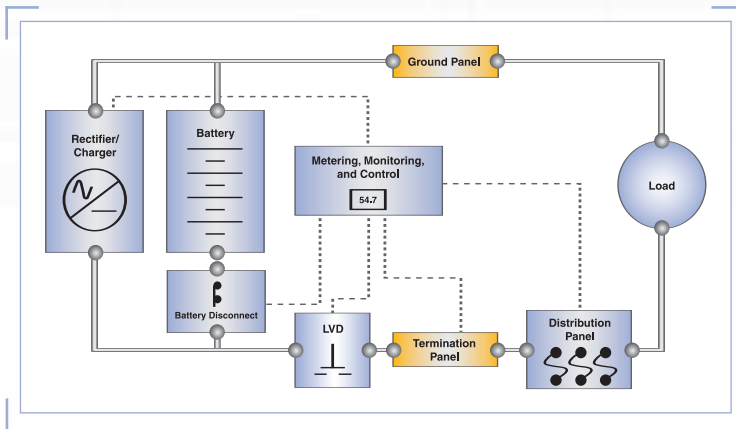 Ground Panel
Rectifier/
Charger
Battery
Metering, Monitoring,
and Control
54.7
Load
Battery Disconnect
LVD
Termination
Panel
Distribution
Panel